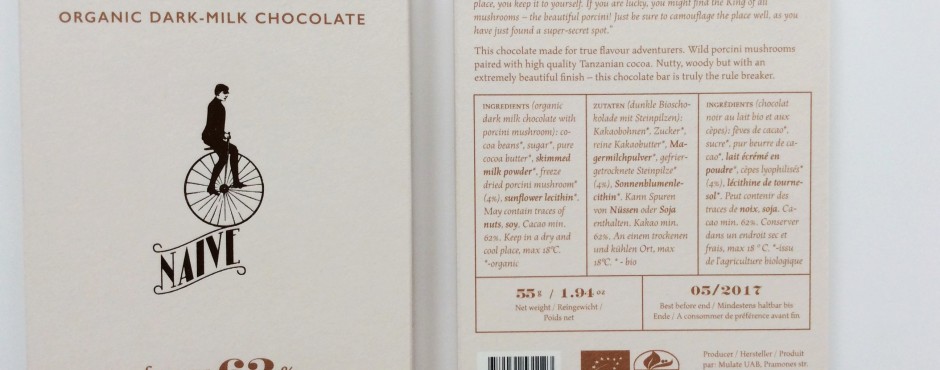 ORGANIC DARK-MILK CHOCOLATE
NAIVE
62%
place, you keep it to yourself. If you are lucky, you might find the King of all
mushrooms – the beautiful porcini! Just be sure to camouflage the place well, as you
have just found a super-secret spot."
This chocolate made for true flavour adventurers. Wild porcini mushrooms
paired with high quality Tanzanian cocoa. Nutty, woody but with an
extremely beautiful finish – this chocolate bar is truly the rule breaker.
INGREDIENTS (organic
dark milk chocolate with
porcini mushroom): co-
coa beans*, sugar*, pure
cocoa butter*, skimmed
milk powder*, freeze
dried porcini mushroom*
(4%), sunflower lecithin*.
May contain traces of
nuts, soy. Cacao min.
62%. Keep in a dry and
cool place, max 18°C.
*-organic
ZUTATEN (dunkle Bioscho-
kolade mit Steinpilzen):
Kakaobohnen*, Zucker*,
reine Kakaobutter*, Ma-
germilchpulver*, gefrier-
getrocknete Steinpilze*
(4%), Sonnenblumenle-
cithin*. Kann Spuren
von Nüssen oder Soja
enthalten. Kakao min.
62%. An einem trockenen
und kühlen Ort, max
18°C. * - bio
INGRÉDIENTS (chocolat
noir au lait bio et aux
cèpes): fèves de cacao*,
sucre*, pur beurre de ca-
cao*, lait écrémé en
poudre*, cèpes lyophilisés*
(4%), lécithine de tourne-
sol*. Peut contenir des
traces de noix, soja. Ca-
cao min. 62%. Conserver
dans un endroit sec et
frais, max 18 ° C. *-issu
de l'agriculture biologique
55g / 1.94 oz
Net weight / Reingewicht /
Poids net
05/2017
Best before end / Mindestens haltbar bis
Ende / A consommer de préférence avant fin
Producer / Hersteller / Produit
par: Mulate UAB, Pramones str.